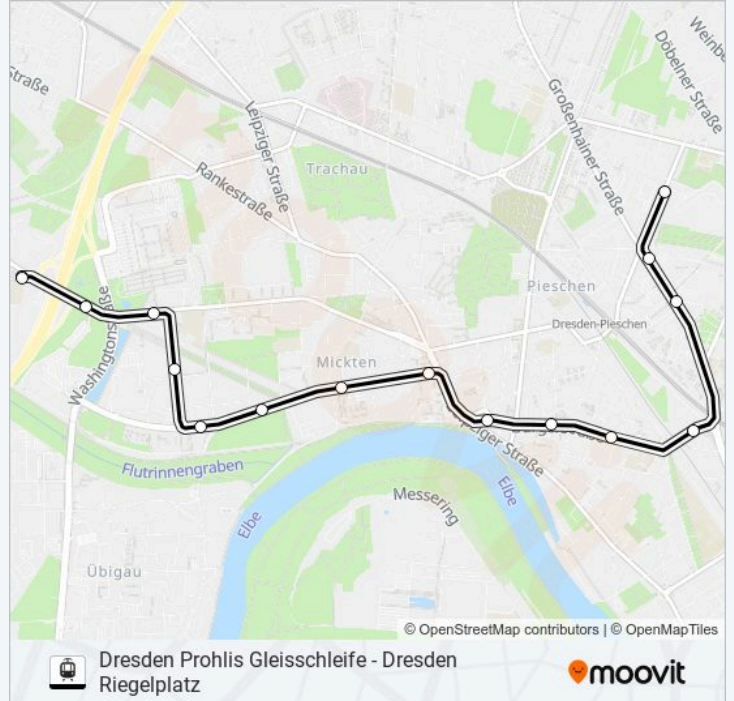 Weinbe
Döbelner Straße
straße
Großenhainer Straße
Leipziger Straße
Trachau
Rankestraße
Pieschen
Washingtonstraße
Dresden-Pieschen
Mickten
Leipziger Straße
Flutrinnengraben
Elbe
Messering
Elbe
Übigau
© OpenStreetMap contributors | © OpenMapTiles
Dresden Prohlis Gleisschleife - Dresden
Riegelplatz
moovit